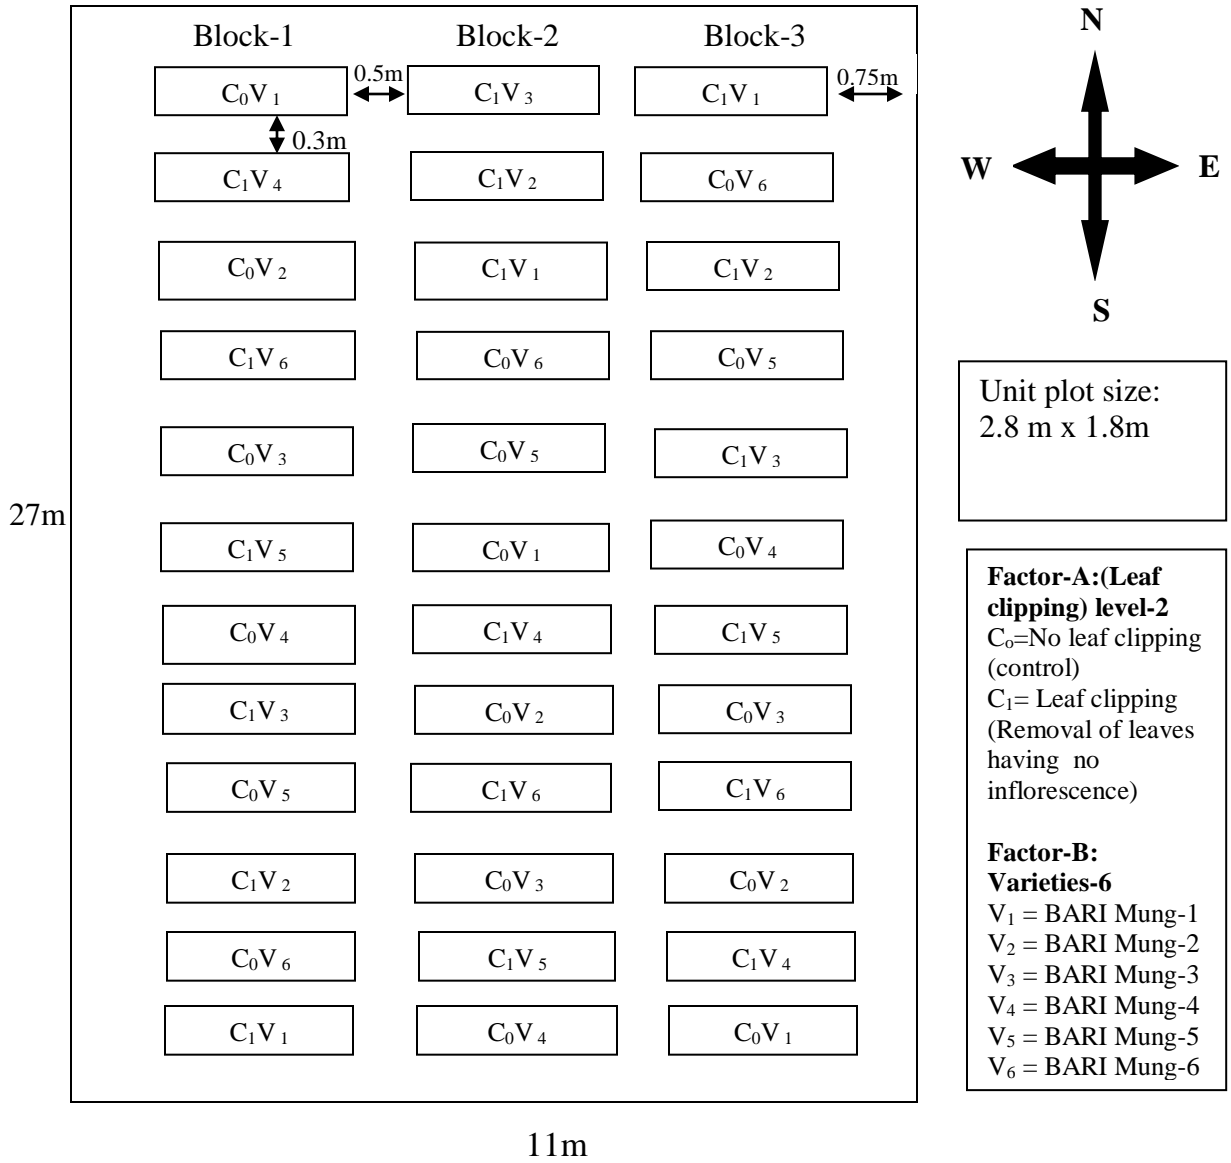 Block-1 Block-2 Block-3
0.5m 0.75m
C₀V₁ C₁V₃ C₁V₁
0.3m
C₁V₄ C₁V₂ C₀V₆
C₀V₂ C₁V₁ C₁V₂
C₁V₆ C₀V₆ C₀V₅
C₀V₃ C₀V₅ C₁V₃
27m
C₁V₅ C₀V₁ C₀V₄
C₀V₄ C₁V₄ C₁V₅
C₁V₃ C₀V₂ C₀V₃
C₀V₅ C₁V₆ C₁V₆
C₁V₂ C₀V₃ C₀V₂
C₀V₆ C₁V₅ C₁V₄
C₁V₁ C₀V₄ C₀V₁
11m
N
W E
S
Unit plot size:
2.8 m x 1.8m
Factor-A:(Leaf
clipping) level-2
Cₒ=No leaf clipping
(control)
C₁= Leaf clipping
(Removal of leaves
having no
inflorescence)
Factor-B:
Varieties-6
V₁ = BARI Mung-1
V₂ = BARI Mung-2
V₃ = BARI Mung-3
V₄ = BARI Mung-4
V₅ = BARI Mung-5
V₆ = BARI Mung-6